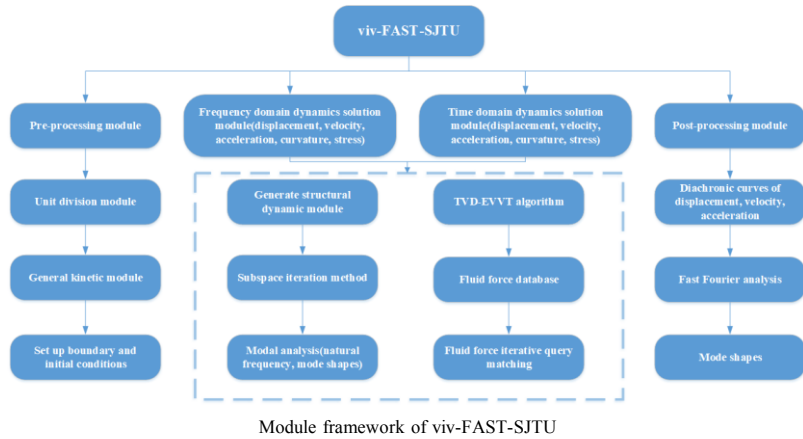 viv-FAST-SJTU
Pre-processing module
Frequency domain dynamics solution
module(displacement, velocity,
acceleration, curvature, stress)
Time domain dynamics solution
module(displacement, velocity,
acceleration, curvature, stress)
Post-processing module
Unit division module
Generate structural
dynamic module
TVD-EVVT algorithm
Diachronic curves of
displacement, velocity,
acceleration
General kinetic module
Subspace iteration method
Fluid force database
Fast Fourier analysis
Set up boundary and
initial conditions
Modal analysis(natural
frequency, mode shapes)
Fluid force iterative query
matching
Mode shapes
Module framework of viv-FAST-SJTU